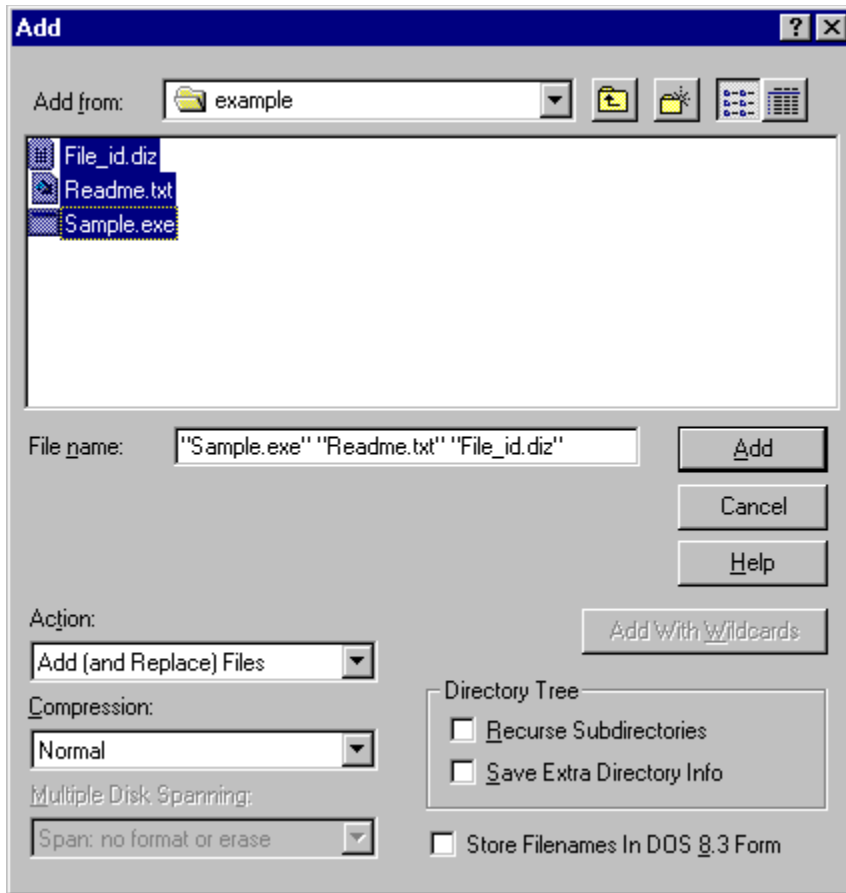 Add
Add from: example
File_id.diz
Readme.txt
Sample.exe
File name: "Sample.exe" "Readme.txt" "File_id.diz" Add
Cancel
Help
Action: Add With Wildcards
Add (and Replace) Files
Directory Tree
Compression: Recurse Subdirectories
Normal
Save Extra Directory Info
Multiple Disk Spanning:
Span: no format or erase Store Filenames In DOS 8.3 Form